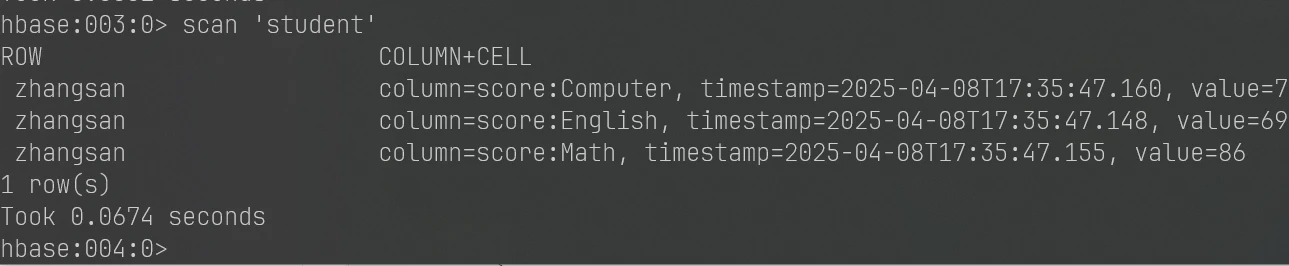 hbase:003:0> scan 'student'
ROW COLUMN+CELL
zhangsan column=score:Computer, timestamp=2025-04-08T17:35:47.160, value=7
zhangsan column=score:English, timestamp=2025-04-08T17:35:47.148, value=69
zhangsan column=score:Math, timestamp=2025-04-08T17:35:47.155, value=86
1 row(s)
Took 0.0674 seconds
hbase:004:0>